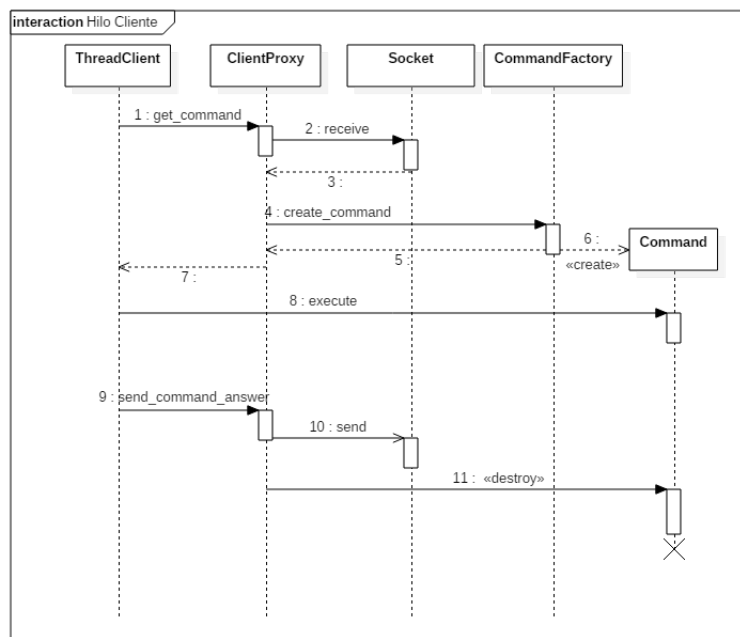 interaction Hilo Cliente
ThreadClient
ClientProxy
Socket
CommandFactory
1 : get_command
2 : receive
3 :
4 : create_command
6 :
Command
5 :
«create»
7 :
8 : execute
9 : send_command_answer
10 : send
11 : «destroy»